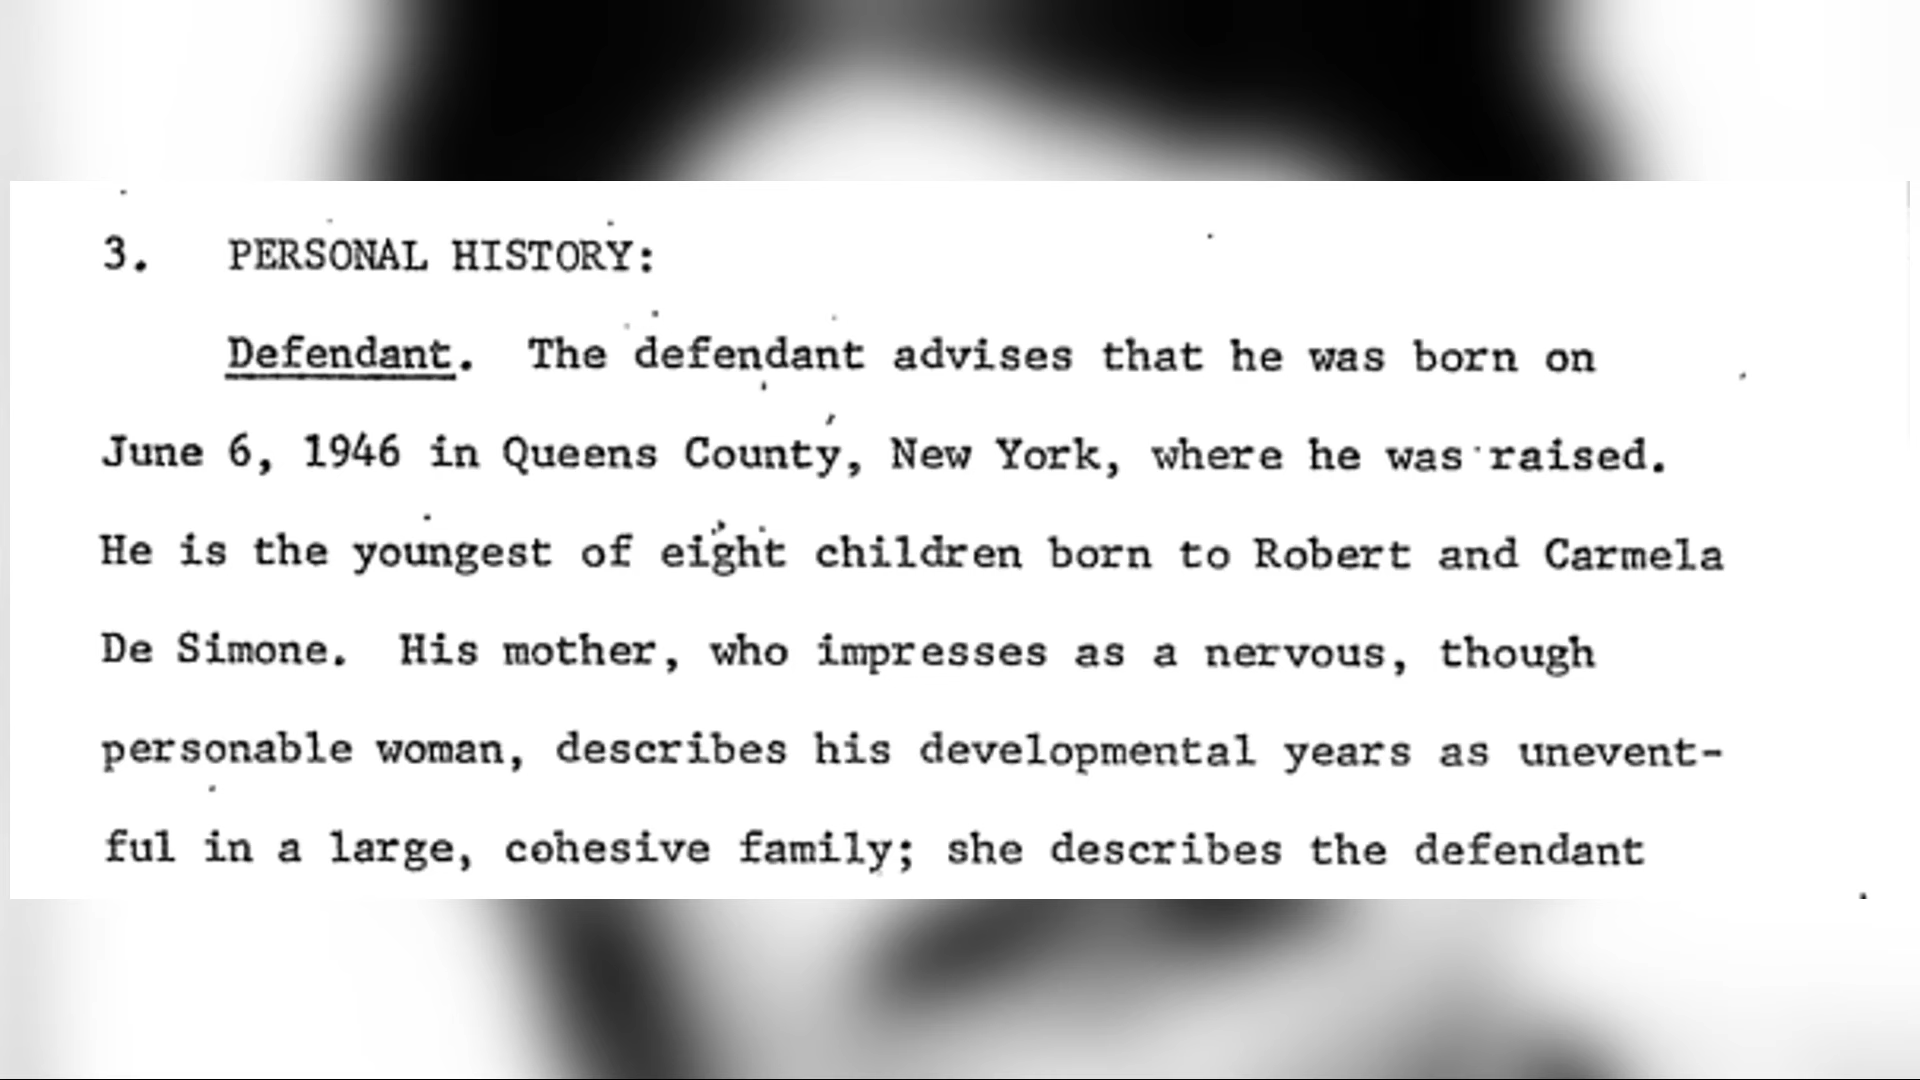 3. PERSONAL HISTORY:
Defendant. The defendant advises that he was born on
June 6, 1946 in Queens County, New York, where he was raised.
He is the youngest of eight children born to Robert and Carmela
De Simone. His mother, who impresses as a nervous, though
personable woman, describes his developmental years as unevent-
ful in a large, cohesive family; she describes the defendant